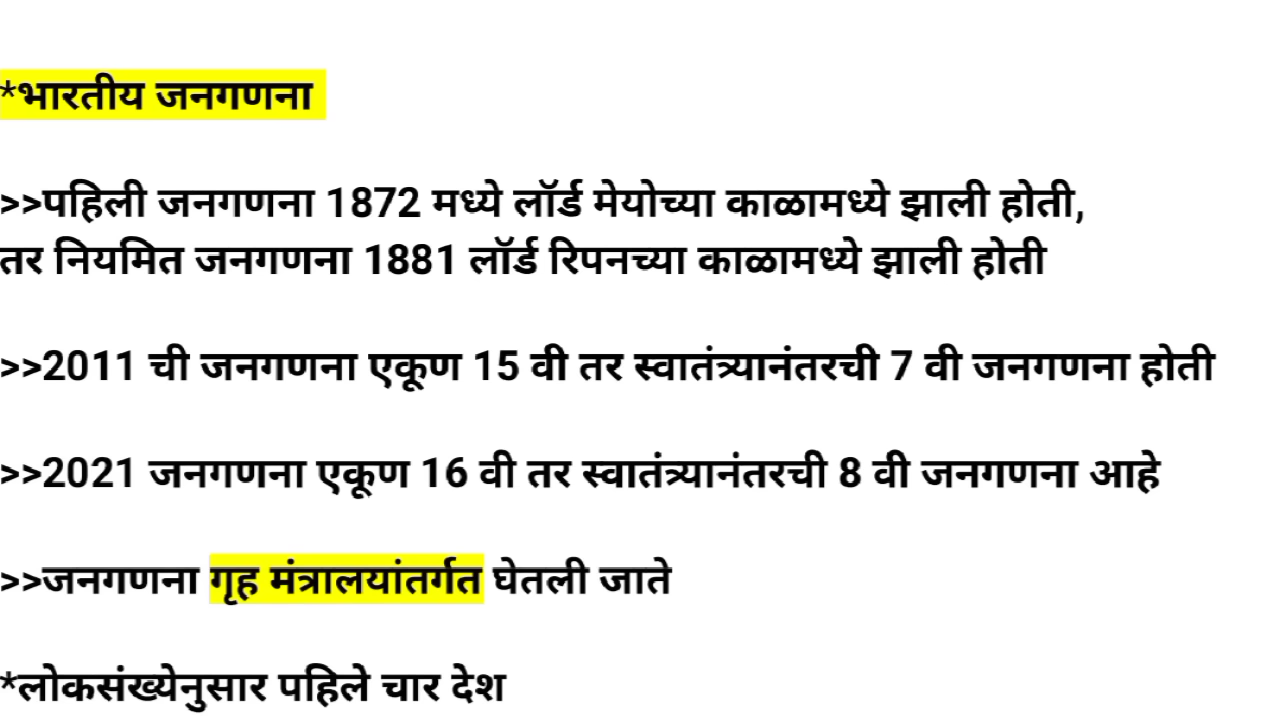 *भारतीय जनगणना
>>पहिली जनगणना 1872 मध्ये लॉर्ड मेयोच्या काळामध्ये झाली होती,
तर नियमित जनगणना 1881 लॉर्ड रिपनच्या काळामध्ये झाली होती
>>2011 ची जनगणना एकूण 15 वी तर स्वातंत्र्यानंतरची 7 वी जनगणना होती
>>2021 जनगणना एकूण 16 वी तर स्वातंत्र्यानंतरची 8 वी जनगणना आहे
>>जनगणना गृह मंत्रालयांतर्गत घेतली जाते
*लोकसंख्येनुसार पहिले चार देश